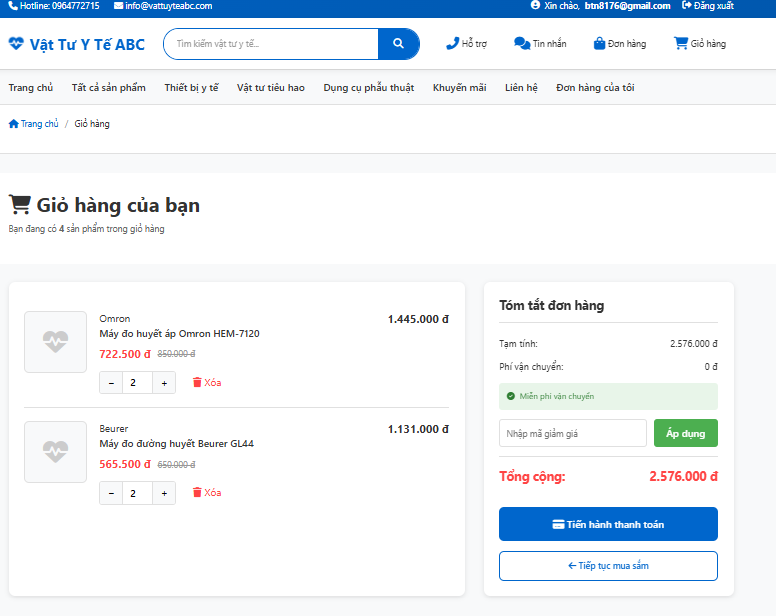 Hotline: 0964772715 info@vattuyteabc.com Xin chào, btn8176@gmail.com Đăng xuất
Vật Tư Y Tế ABC Tìm kiếm vật tư y tế... Hỗ trợ Tin nhắn Đơn hàng Giỏ hàng
Trang chủ Tất cả sản phẩm Thiết bị y tế Vật tư tiêu hao Dụng cụ phẫu thuật Khuyến mãi Liên hệ Đơn hàng của tôi
Trang chủ / Giỏ hàng
Giỏ hàng của bạn
Bạn đang có 4 sản phẩm trong giỏ hàng
Omron 1.445.000 đ
Máy đo huyết áp Omron HEM-7120
722.500 đ 850.000 đ
− 2 + Xóa
Beurer 1.131.000 đ
Máy đo đường huyết Beurer GL44
565.500 đ 650.000 đ
− 2 + Xóa
Tóm tắt đơn hàng
Tạm tính: 2.576.000 đ
Phí vận chuyển: 0 đ
Miễn phí vận chuyển
Nhập mã giảm giá Áp dụng
Tổng cộng: 2.576.000 đ
Tiến hành thanh toán
← Tiếp tục mua sắm